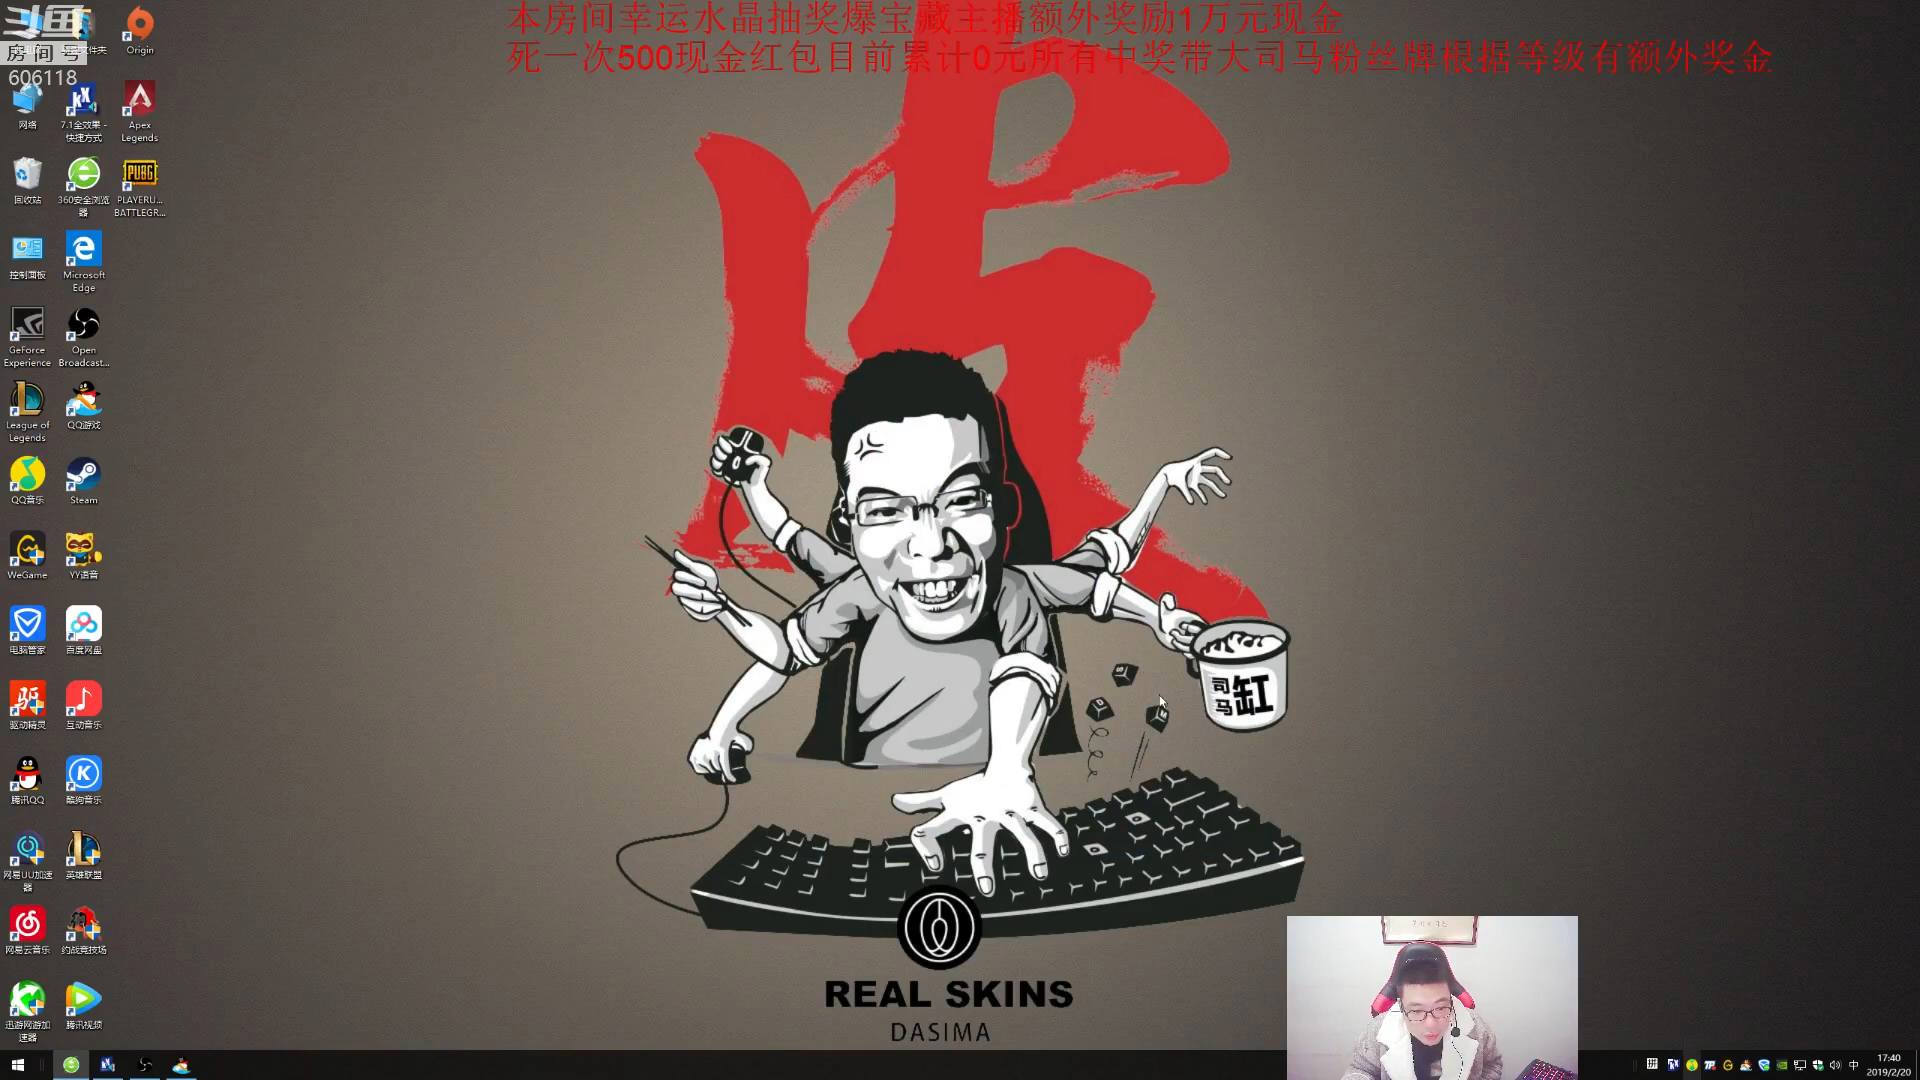 本房间幸运水晶抽奖爆宝藏主播额外奖励1万元现金
死一次500现金红包目前累计0元所有中奖带大司马粉丝牌根据等级有额外奖金
斗鱼
房间号
606118
Origin
网络
7.1全效果 -
快捷方式
Apex
Legends
回收站
360安全浏览
器
PUBG
PLAYERU...
BATTLEGR...
控制面板
Microsoft
Edge
GeForce
Experience
Open
Broadcast...
League of
Legends
QQ游戏
QQ音乐
Steam
WeGame
YY语音
电脑管家
百度网盘
驱
驱动精灵
互动音乐
腾讯QQ
酷狗音乐
网易UU加速
器
英雄联盟
网易云音乐
约战竞技场
迅游网游加
速器
腾讯视频
司马
缸
REAL SKINS
DASIMA
中
17:40
2019/2/20